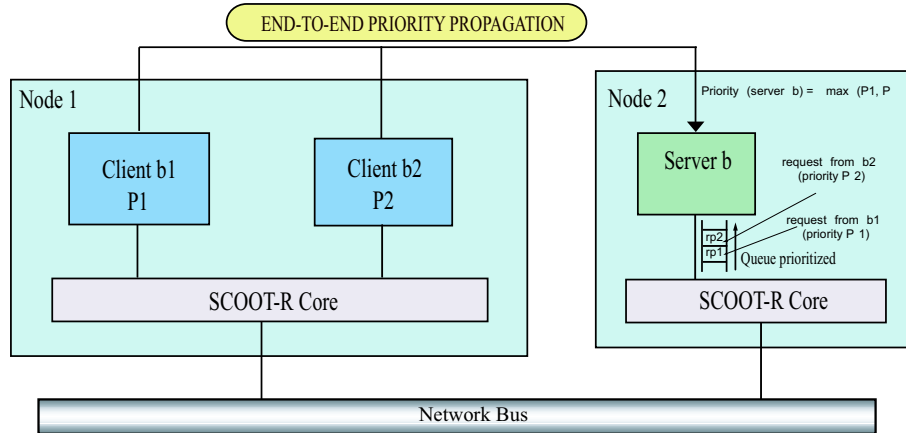 END-TO-END PRIORITY PROPAGATION
Node 1
Client b1
P1
Client b2
P2
SCOOT-R Core
Node 2
Priority (server b) = max (P1, P
Server b
request from b2
(priority P 2)
request from b1
(priority P 1)
rp2
rp1
Queue prioritized
SCOOT-R Core
Network Bus